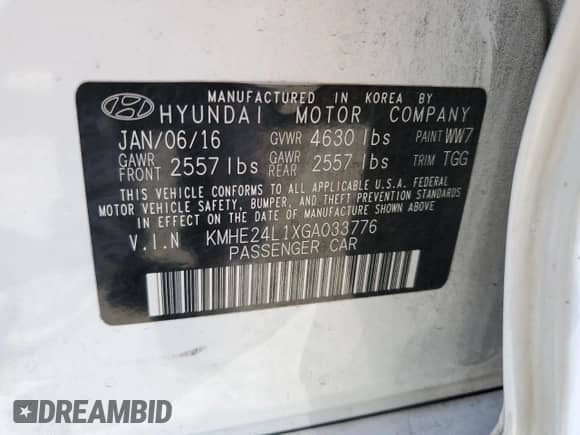 MANUFACTURED IN KOREA BY
HYUNDAI MOTOR COMPANY
JAN/06/16 GVWR 4630 lbs PAINT WW7
GAWR FRONT 2557 lbs GAWR REAR 2557 lbs TRIM TGG
THIS VEHICLE CONFORMS TO ALL APPLICABLE U.S.A. FEDERAL
MOTOR VEHICLE SAFETY, BUMPER, AND THEFT PREVENTION STANDARDS
IN EFFECT ON THE DATE OF MANUFACTURE SHOWN ABOVE.
V.I.N KMHE24L1XGA033776
PASSENGER CAR
DREAMBID